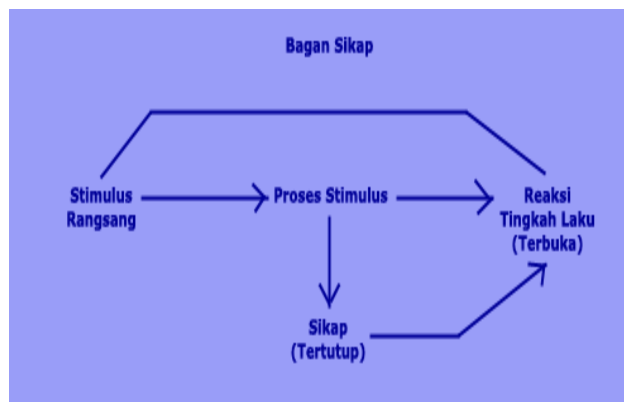 Bagan Sikap
Stimulus
Rangsang
Proses Stimulus
Reaksi
Tingkah Laku
(Terbuka)
Sikap
(Tertutup)